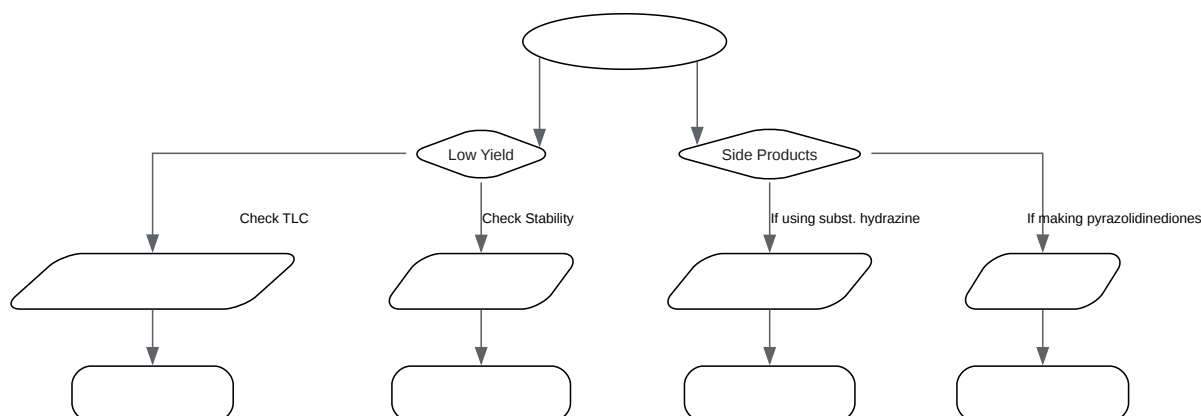 Low Yield
Side Products
Check TLC
Check Stability
If using subst. hydrazine
If making pyrazolidinediones